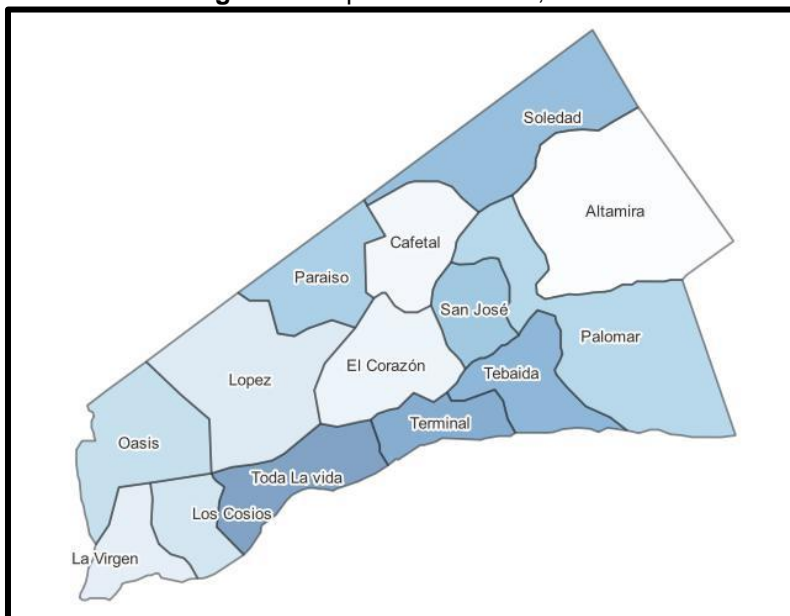 Soledad
Altamira
Cafetal
Paraiso
San José
Palomar
El Corazón
Tebaida
Lopez
Terminal
Oasis
Toda La vida
Los Cosios
La Virgen